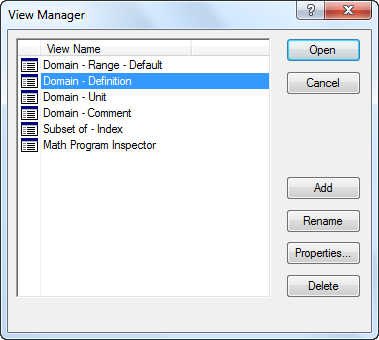 View Manager
View Name
Domain - Range - Default
Domain - Definition
Domain - Unit
Domain - Comment
Subset of - Index
Math Program Inspector
Open
Cancel
Add
Rename
Properties...
Delete